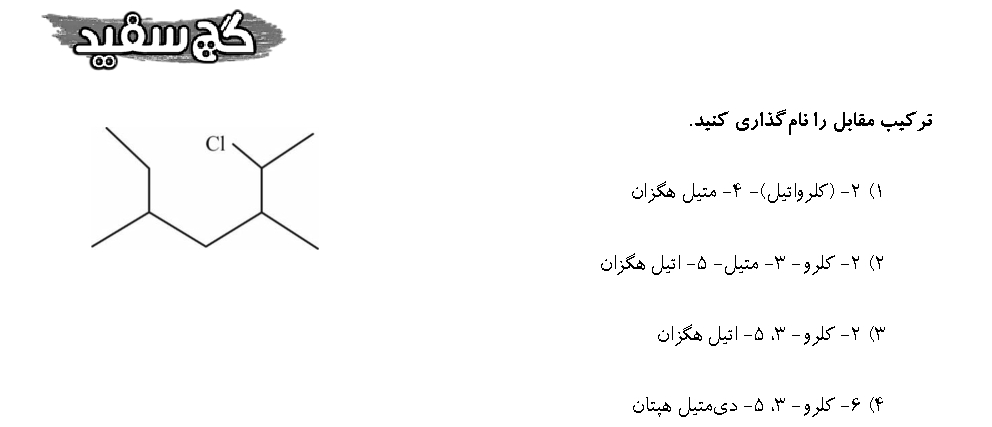 گچ سفید
ترکیب مقابل را نام‌گذاری کنید.
Cl
۱) ۲- (کلرواتیل)- ۴- متیل هگزان
۲) ۲- کلرو- ۳- متیل- ۵- اتیل هگزان
۳) ۲- کلرو- ۳، ۵- اتیل هگزان
۴) ۶- کلرو- ۳، ۵- دی‌متیل هپتان